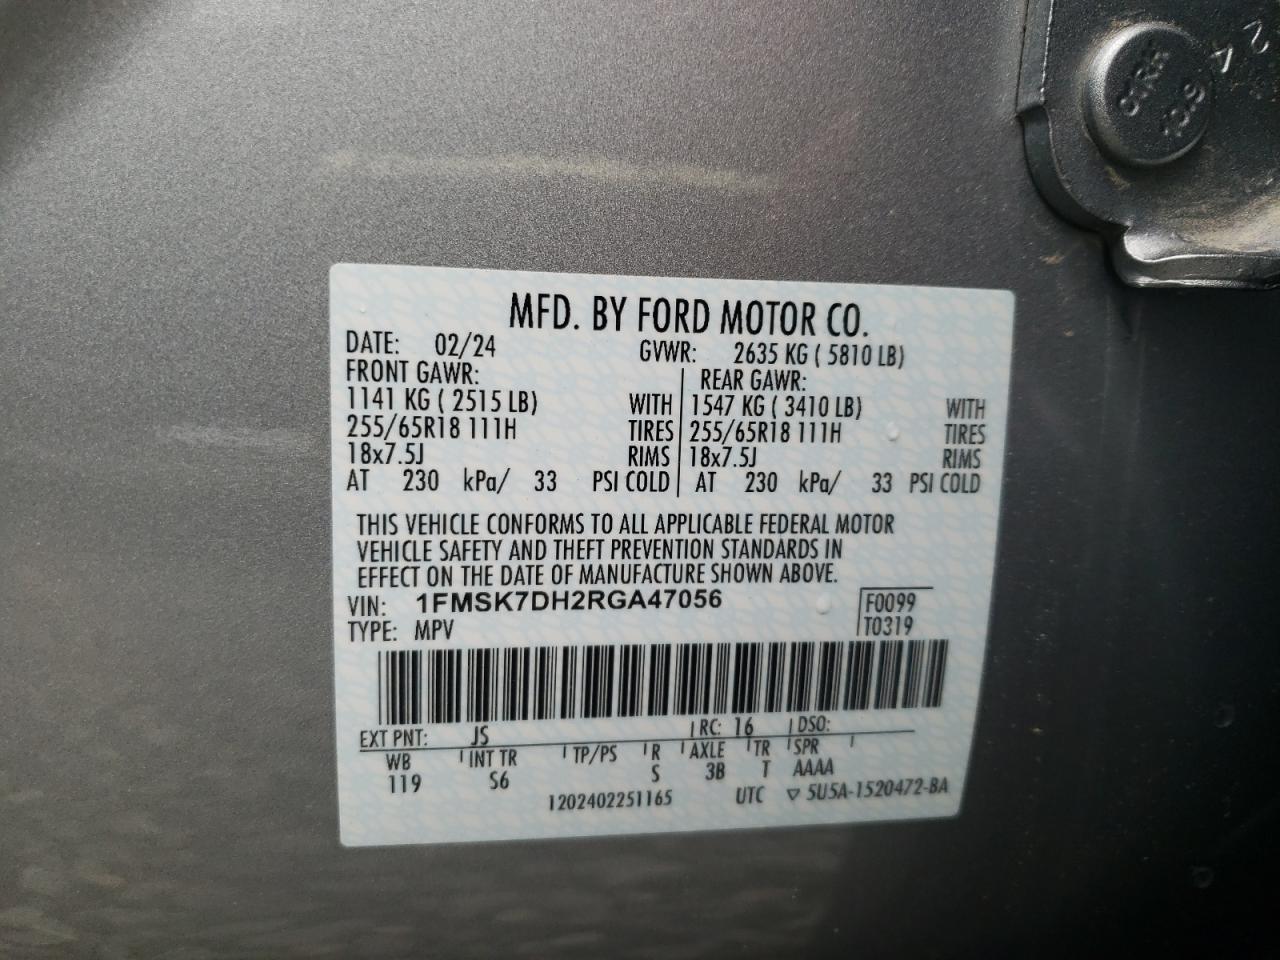 MFD. BY FORD MOTOR CO.
DATE: 02/24 GVWR: 2635 KG ( 5810 LB)
FRONT GAWR: REAR GAWR:
1141 KG ( 2515 LB) WITH 1547 KG ( 3410 LB) WITH
255/65R18 111H TIRES 255/65R18 111H TIRES
18x7.5J RIMS 18x7.5J RIMS
AT 230 kPa/ 33 PSI COLD AT 230 kPa/ 33 PSI COLD
THIS VEHICLE CONFORMS TO ALL APPLICABLE FEDERAL MOTOR
VEHICLE SAFETY AND THEFT PREVENTION STANDARDS IN
EFFECT ON THE DATE OF MANUFACTURE SHOWN ABOVE.
VIN: 1FMSK7DH2RGA47056 F0099
TYPE: MPV T0319
EXT PNT: JS RC: 16 DSO:
WB INT TR TP/PS R AXLE TR SPR
119 S6 S 3B T AAAA
1202402251165 UTC ▽ 5U5A-1520472-BA